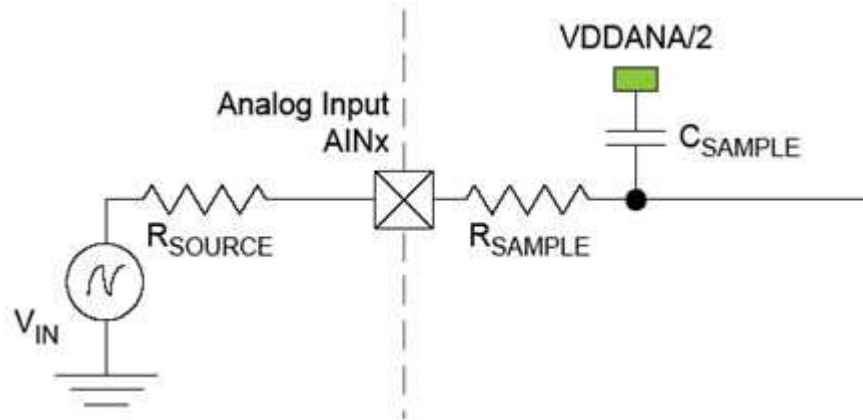 VDDANA/2
Analog Input
AINx
CSAMPLE
RSOURCE
RSAMPLE
VIN